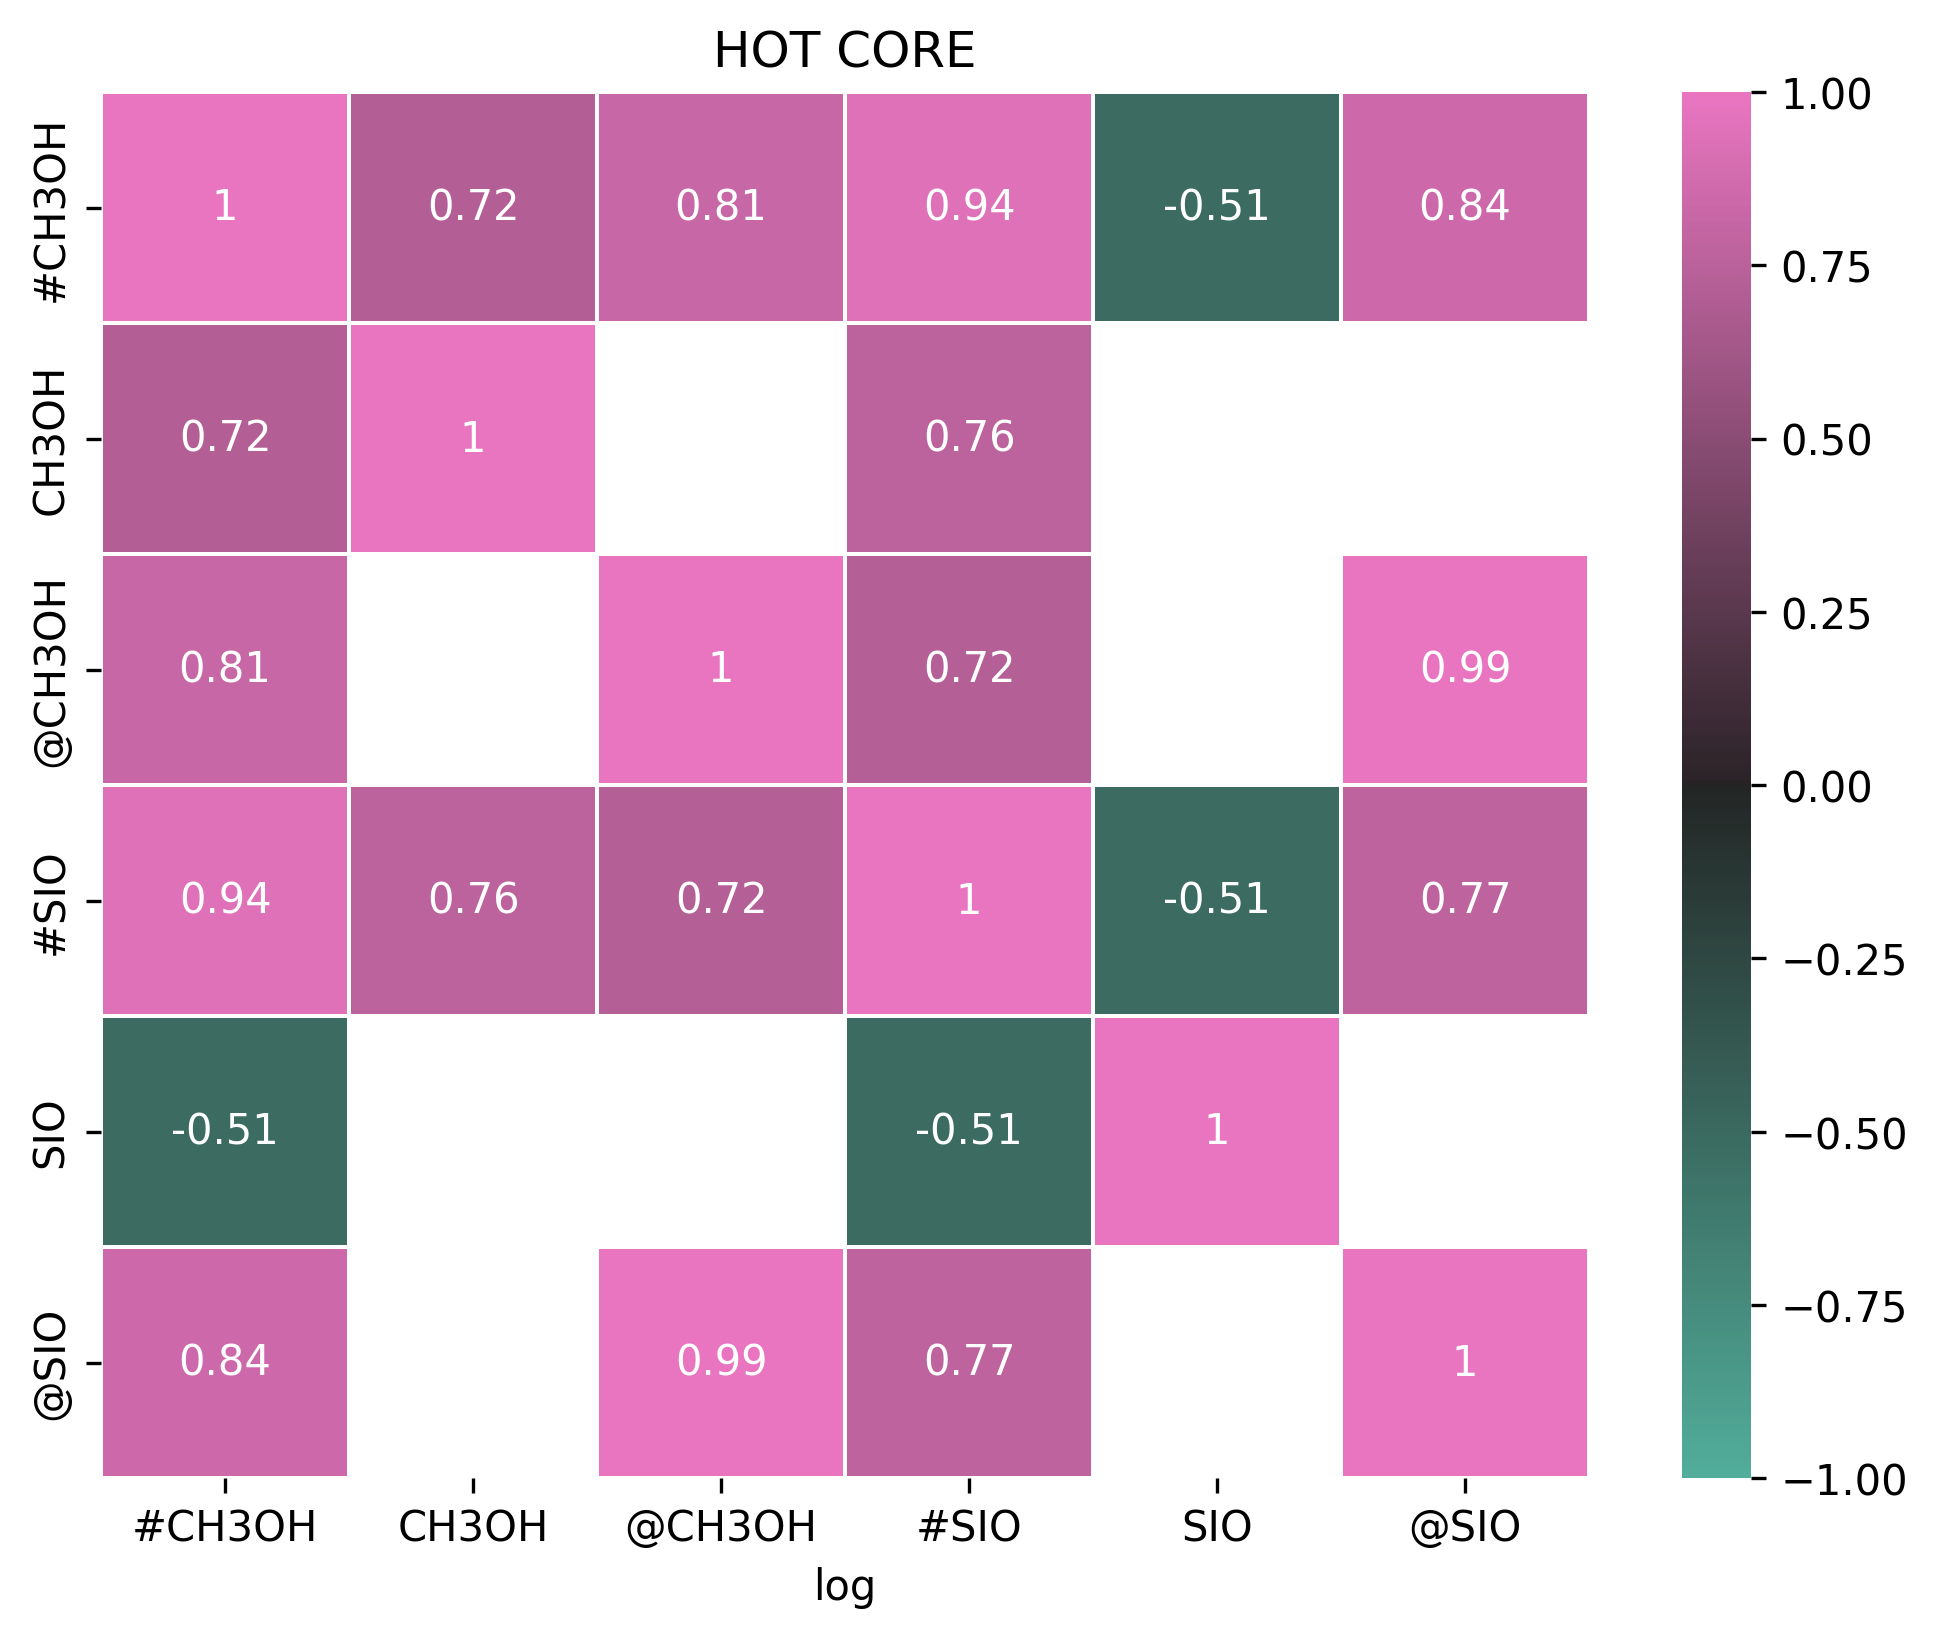 HOT CORE
#CH3OH 1 0.72 0.81 0.94 -0.51 0.84
CH3OH 0.72 1 0.76
@CH3OH 0.81 1 0.72 0.99
#SIO 0.94 0.76 0.72 1 -0.51 0.77
SIO -0.51 -0.51 1
@SIO 0.84 0.99 0.77 1
#CH3OH CH3OH @CH3OH #SIO SIO @SIO
log
1.00
0.75
0.50
0.25
0.00
−0.25
−0.50
−0.75
−1.00